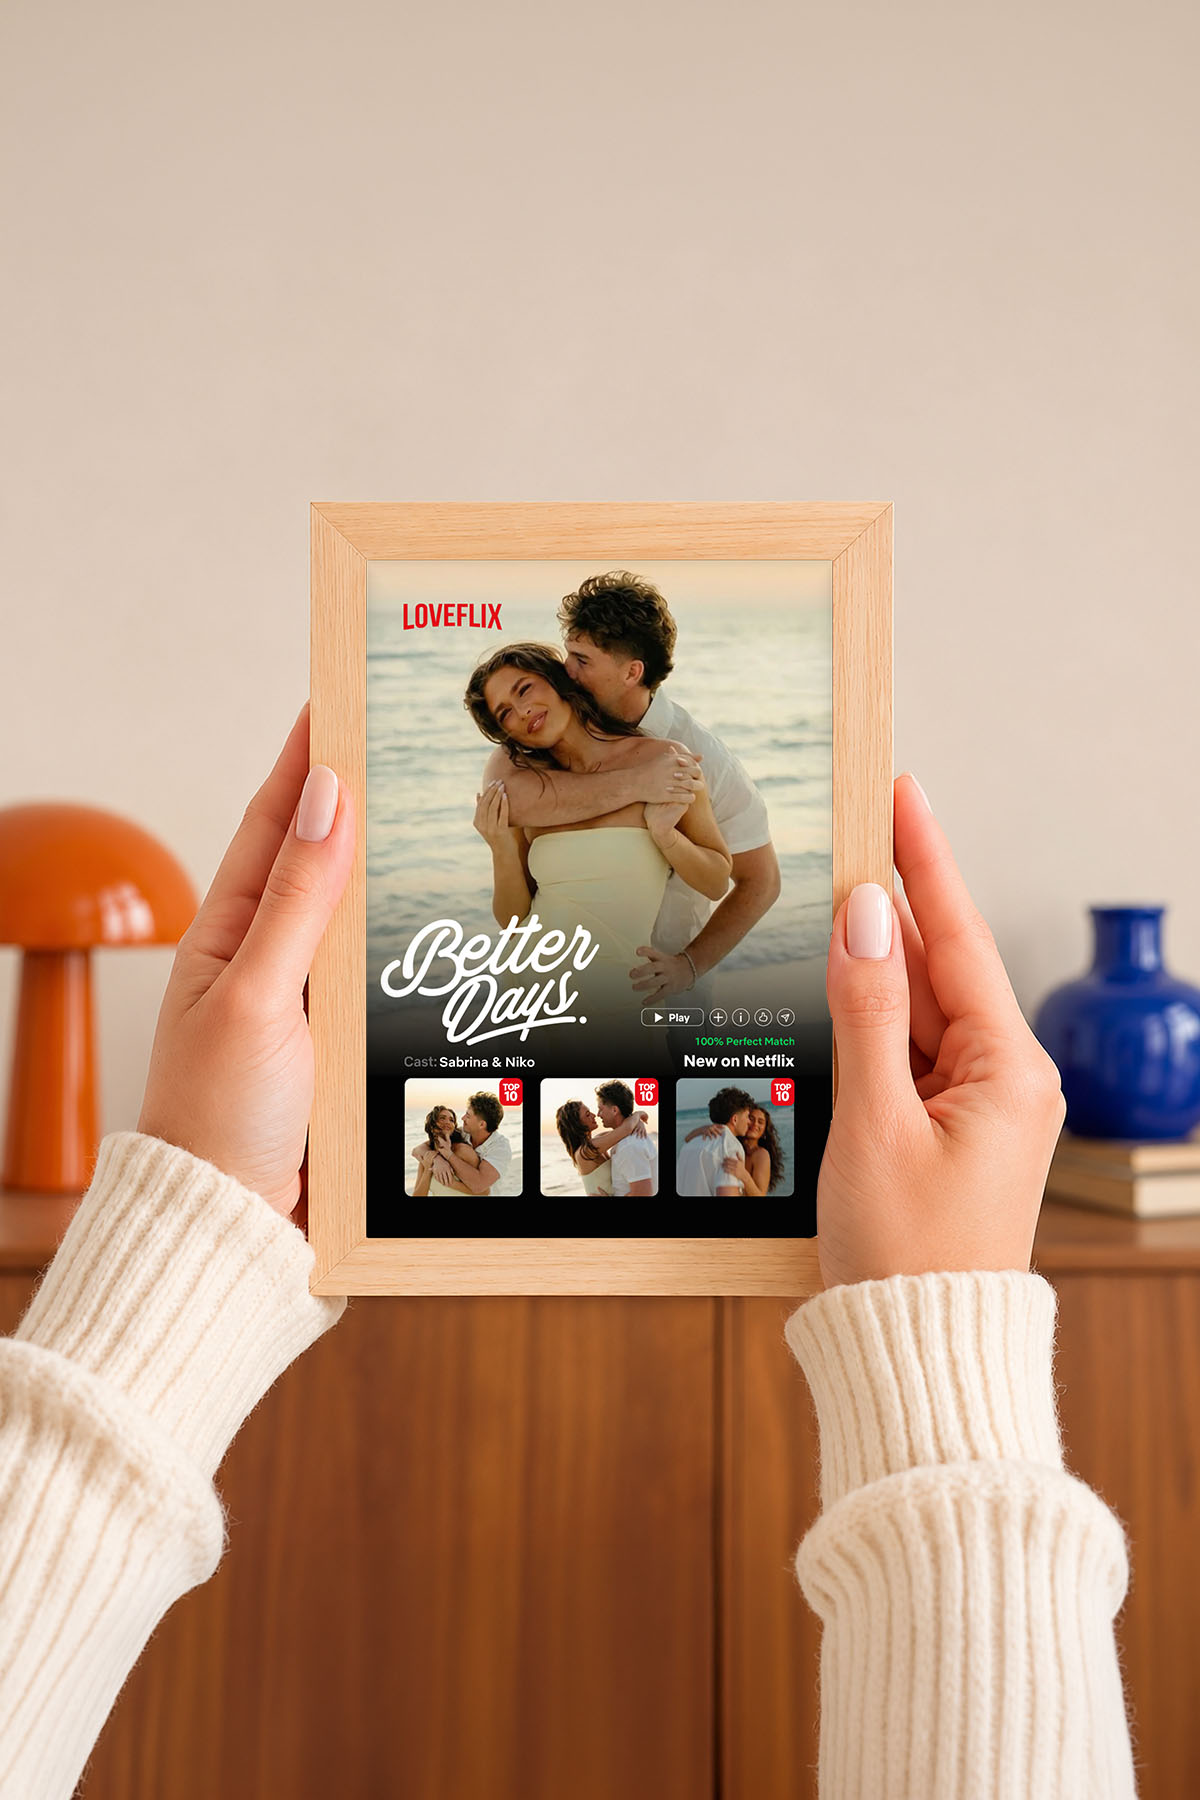 LOVEFLIX
Better
Days.
Play
100% Perfect Match
Cast: Sabrina & Niko
New on Netflix
TOP
10
TOP
10
TOP
10